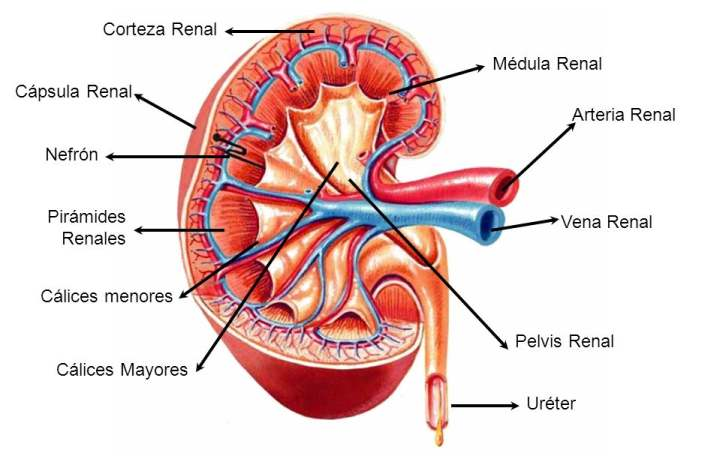 Corteza Renal
Médula Renal
Cápsula Renal
Arteria Renal
Nefrón
Pirámides
Renales
Vena Renal
Cálices menores
Pelvis Renal
Cálices Mayores
Uréter